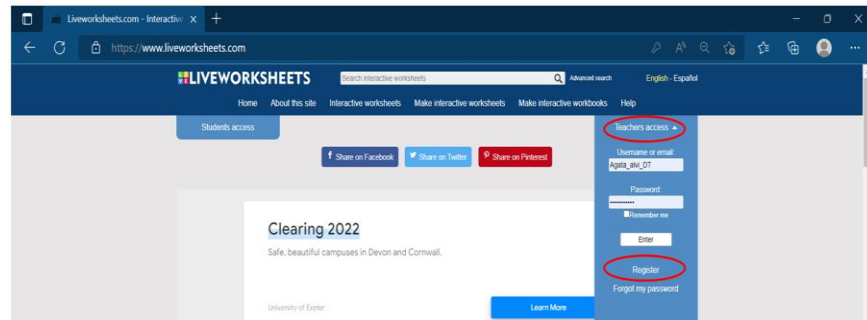 Liveworksheets.com - Interactive
https://www.liveworksheets.com
LIVEWORKSHEETS
Search interactive worksheets
Advanced search
English - Español
Home About this site Interactive worksheets Make interactive worksheets Make interactive workbooks Help
Students access
Teachers access
Share on Facebook
Share on Twitter
Share on Pinterest
Username or email:
Agata_alvi_DT
Password:
Remember me
Enter
Register
Forgot my password
Clearing 2022
Safe, beautiful campuses in Devon and Cornwall.
University of Exeter
Learn More